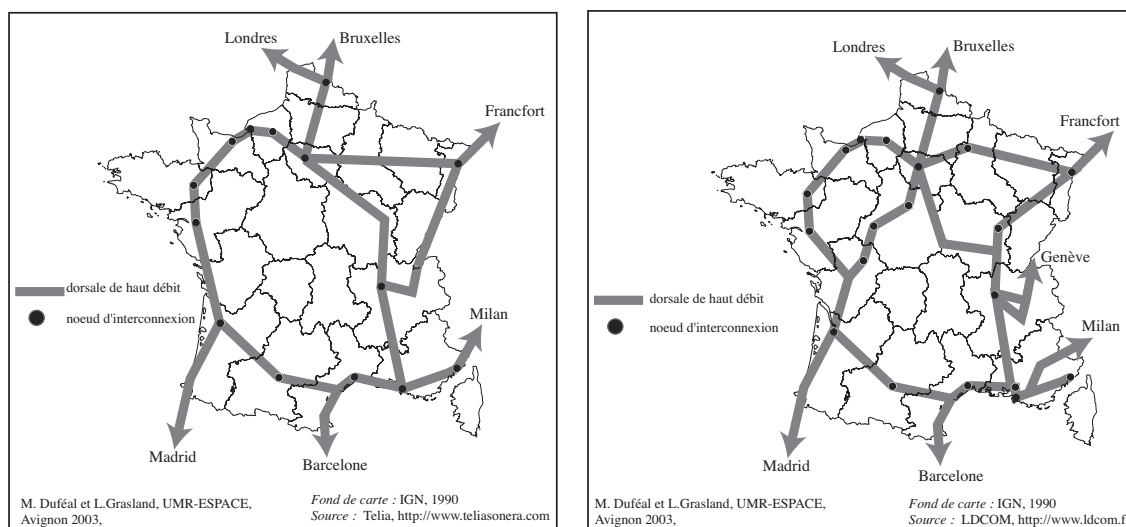 Londres
Bruxelles
Francfort
dorsale de haut débit
noeud d'interconnexion
Milan
Madrid
Barcelone
M. Duféal et L.Grasland, UMR-ESPACE,
Avignon 2003,
Fond de carte : IGN, 1990
Source : Telia, http://www.teliasonera.com
Londres
Bruxelles
Francfort
Genève
dorsale de haut débit
noeud d'interconnexion
Milan
Madrid
Barcelone
M. Duféal et L.Grasland, UMR-ESPACE,
Avignon 2003,
Fond de carte : IGN, 1990
Source : LDCOM, http://www.ldcom.f